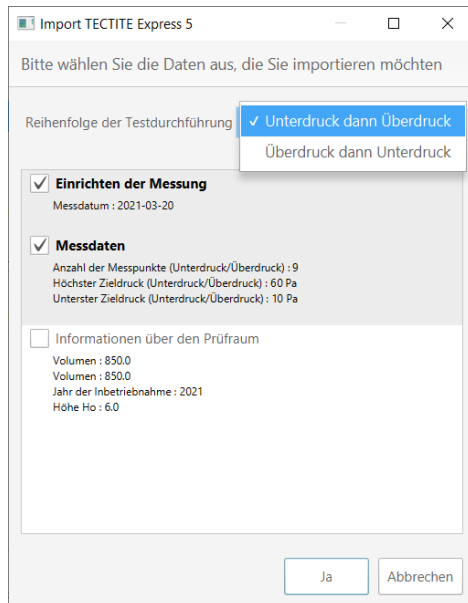 Import TECTITE Express 5
Bitte wählen Sie die Daten aus, die Sie importieren möchten
Reihenfolge der Testdurchführung
✓ Unterdruck dann Überdruck
Überdruck dann Unterdruck
Einrichten der Messung
Messdatum : 2021-03-20
Messdaten
Anzahl der Messpunkte (Unterdruck/Überdruck) : 9
Höchster Zieldruck (Unterdruck/Überdruck) : 60 Pa
Unterster Zieldruck (Unterdruck/Überdruck) : 10 Pa
Informationen über den Prüfraum
Volumen : 850.0
Volumen : 850.0
Jahr der Inbetriebnahme : 2021
Höhe Ho : 6.0
Ja
Abbrechen